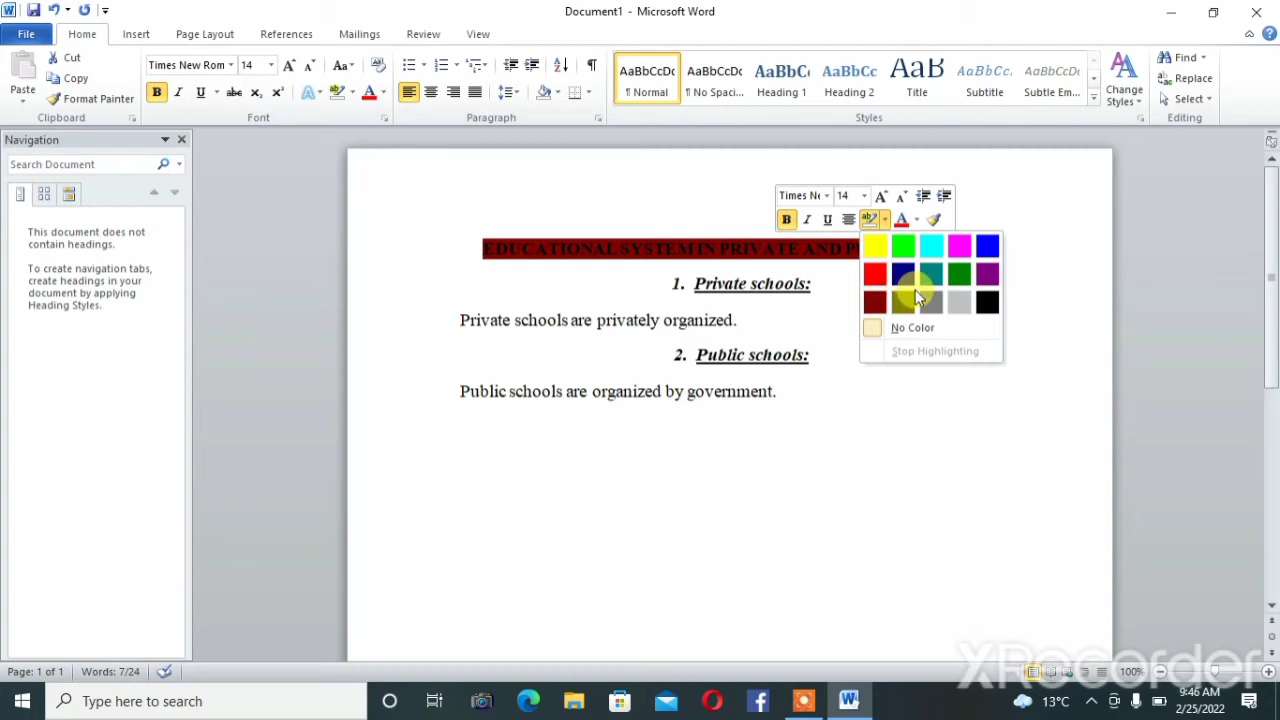 Document1 - Microsoft Word
File Home Insert Page Layout References Mailings Review View
Cut
Copy
Format Painter
Paste
Clipboard
Times New Rom 14
Font
Paragraph
AaBbCcDc AaBbCcDc AaBbC AaBbCc AaB AaBbCc. AaBbCcDc
¶ Normal ¶ No Spaci... Heading 1 Heading 2 Title Subtitle Subtle Em...
Styles
Change
Styles
Find
Replace
Select
Editing
Navigation
Search Document
This document does not
contain headings.
To create navigation tabs,
create headings in your
document by applying
Heading Styles.
Times Ne 14
EDUCATIONAL SYSTEM IN PRIVATE AND
1. Private schools:
Private schools are privately organized.
2. Public schools:
Public schools are organized by government.
No Color
Stop Highlighting
Page: 1 of 1 Words: 7/24
100%
XRecorder
Type here to search
13°C
9:46 AM
2/25/2022